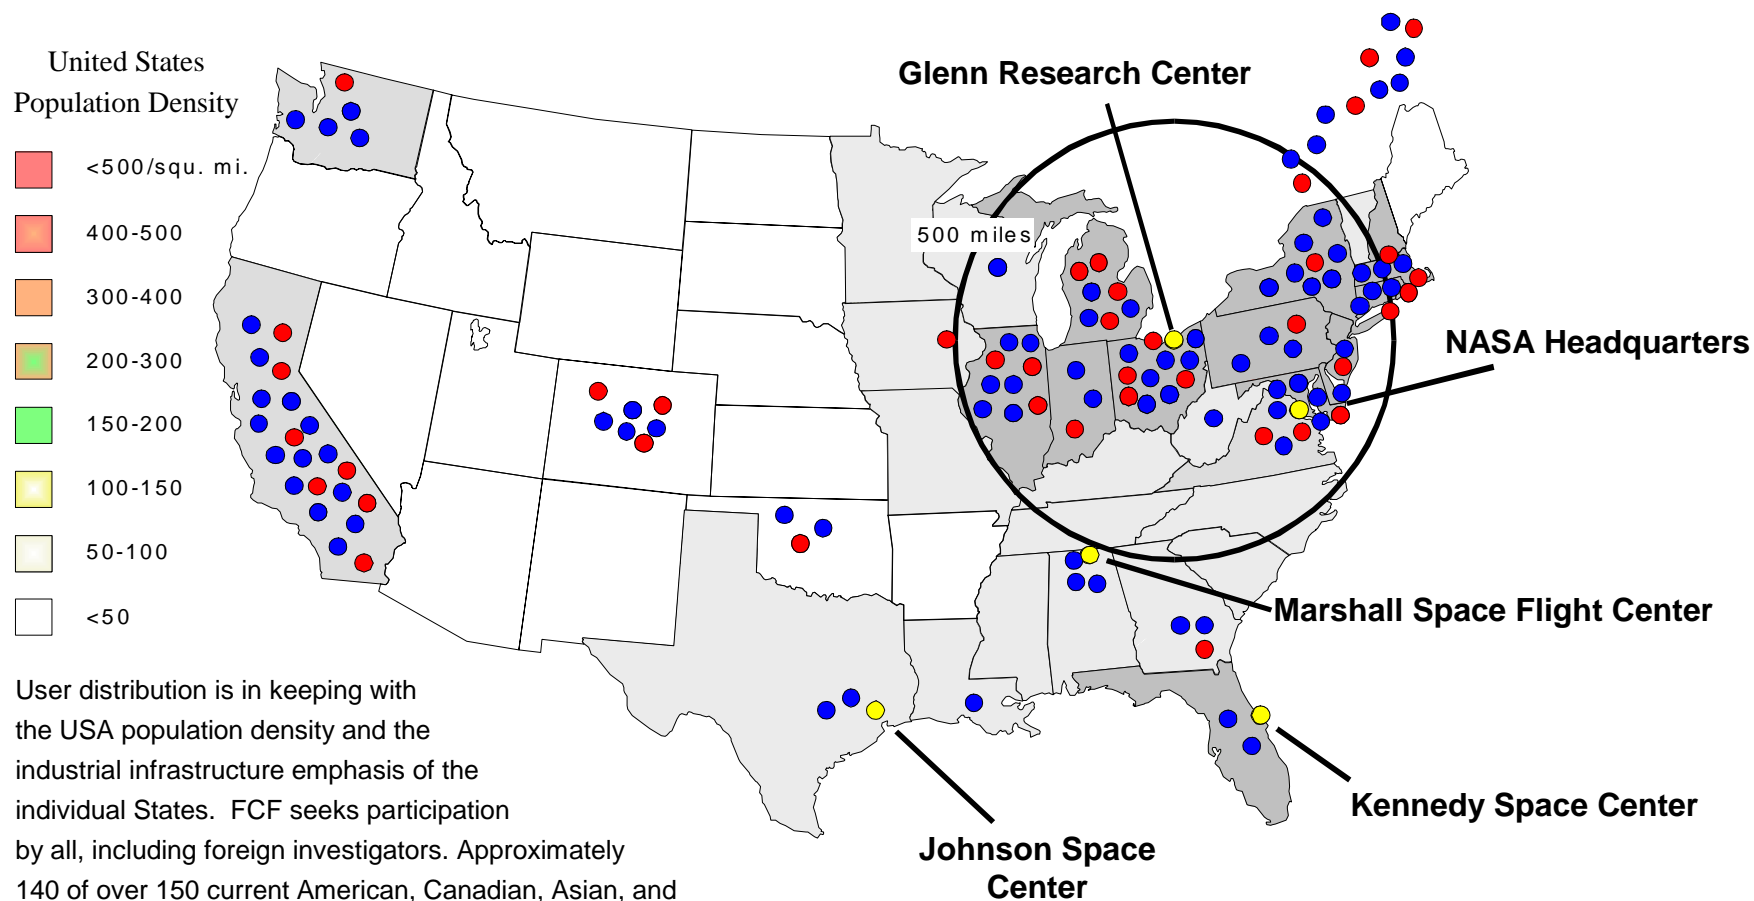 United States
Population Density
<500/squ. mi.
400-500
300-400
200-300
150-200
100-150
50-100
<50
Glenn Research Center
500 miles
NASA Headquarters
Marshall Space Flight Center
Kennedy Space Center
Johnson Space
Center
User distribution is in keeping with
the USA population density and the
industrial infrastructure emphasis of the
individual States.  FCF seeks participation
by all, including foreign investigators. Approximately
140 of over 150 current American, Canadian, Asian, and